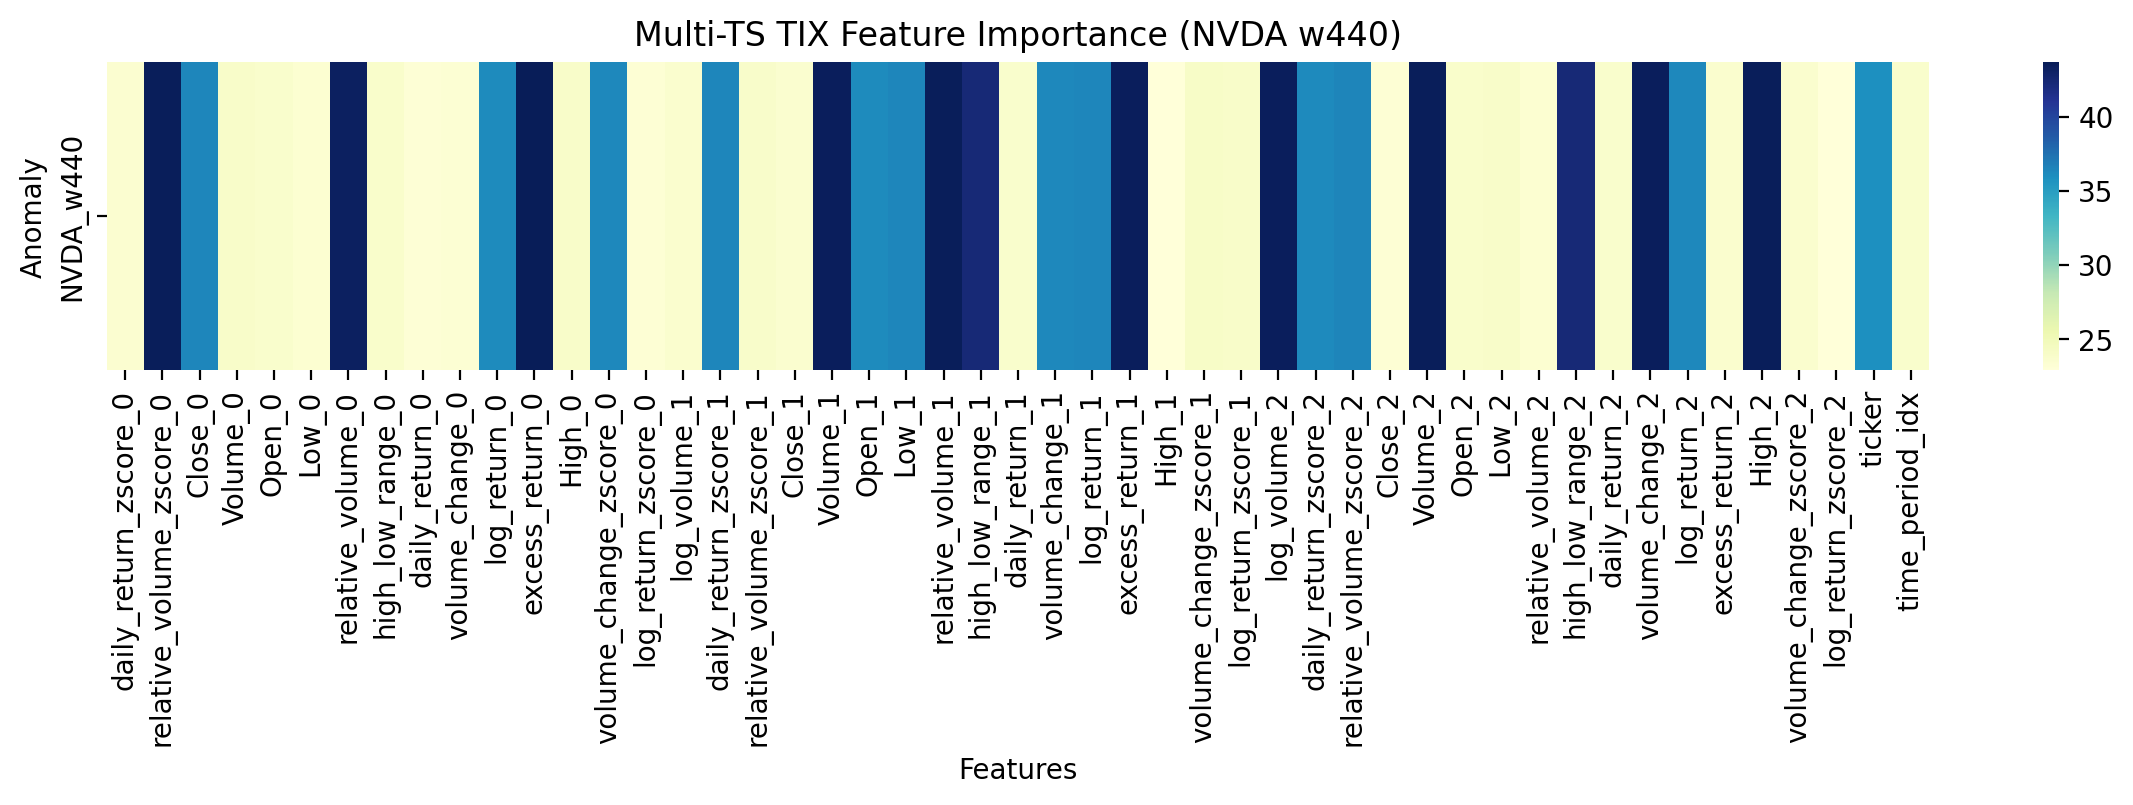 Multi-TS TIX Feature Importance (NVDA w440)
Anomaly
NVDA_w440
40
35
30
25
daily_return_zscore_0
relative_volume_zscore_0
Close_0
Volume_0
Open_0
Low_0
relative_volume_0
high_low_range_0
daily_return_0
volume_change_0
log_return_0
excess_return_0
High_0
volume_change_zscore_0
log_return_zscore_0
log_volume_1
daily_return_zscore_1
relative_volume_zscore_1
Close_1
Volume_1
Open_1
Low_1
relative_volume_1
high_low_range_1
daily_return_1
volume_change_1
log_return_1
excess_return_1
High_1
volume_change_zscore_1
log_return_zscore_1
log_volume_2
daily_return_zscore_2
relative_volume_zscore_2
Close_2
Volume_2
Open_2
Low_2
relative_volume_2
high_low_range_2
daily_return_2
volume_change_2
log_return_2
excess_return_2
High_2
volume_change_zscore_2
log_return_zscore_2
ticker
time_period_idx
Features